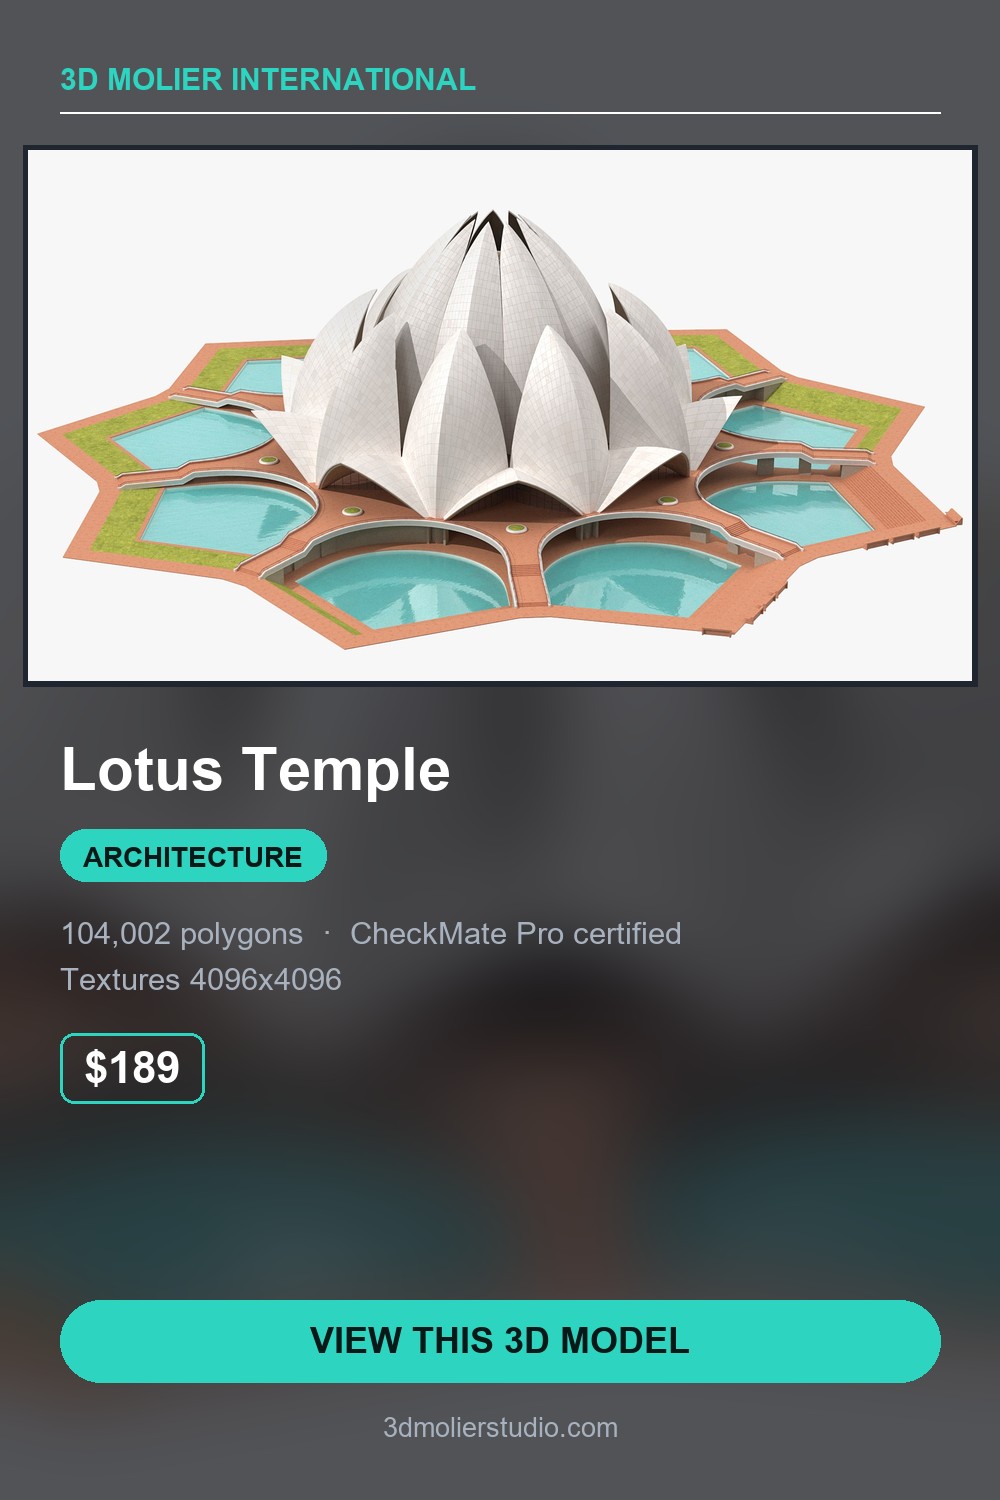 3D MOLIER INTERNATIONAL
Lotus Temple
ARCHITECTURE
104,002 polygons · CheckMate Pro certified
Textures 4096x4096
$189
VIEW THIS 3D MODEL
3dmolierstudio.com